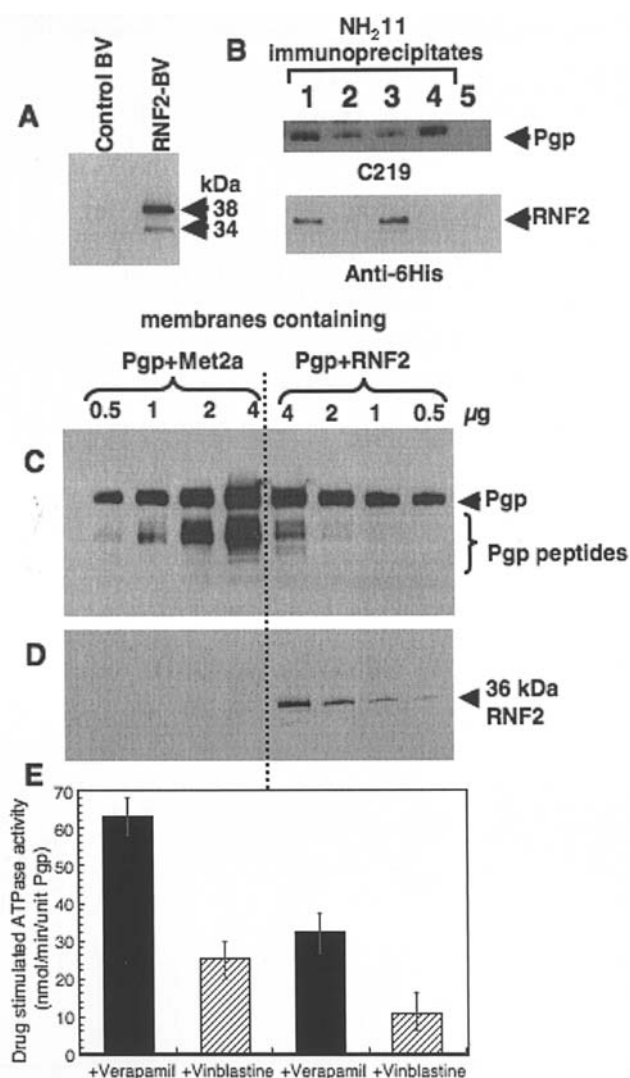 A
Control BV
RNF2-BV
kDa
38
34
B
NH₂11
immunoprecipitates
1 2 3 4 5
Pgp
C219
RNF2
Anti-6His
membranes containing
Pgp+Met2a Pgp+RNF2
0.5 1 2 4 4 2 1 0.5 µg
C
Pgp
Pgp peptides
D
36 kDa
RNF2
E
Drug stimulated ATPase activity
(nmol/min/unit Pgp)
70
60
50
40
30
20
10
0
+Verapamil +Vinblastine +Verapamil +Vinblastine